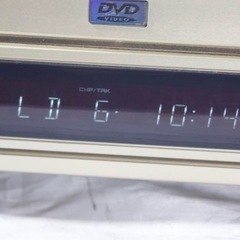 DVD
VIDEO
CHP/TRK
LD 6 10:14